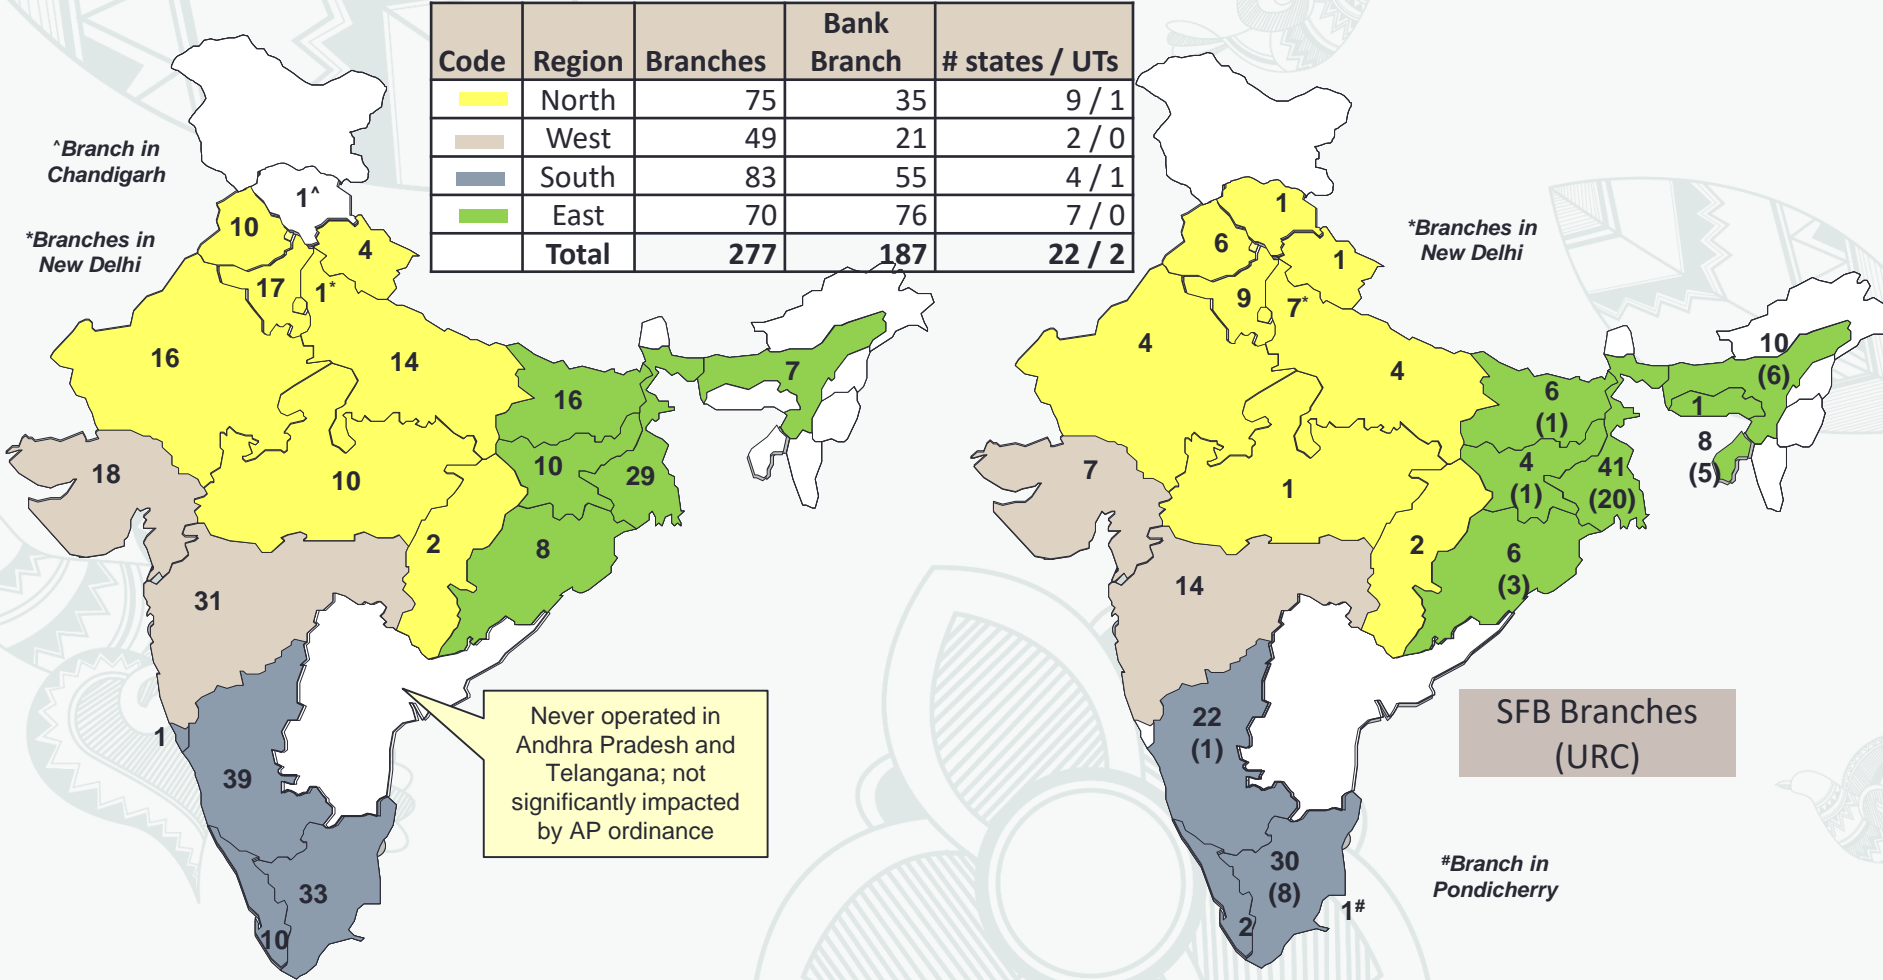 Code Region Branches Bank Branch # states / UTs
North 75 35 9 / 1
West 49 21 2 / 0
South 83 55 4 / 1
East 70 76 7 / 0
Total 277 187 22 / 2
^Branch in
Chandigarh
*Branches in
New Delhi
1^
10
4
17
1*
16
14
7
16
18
10
10
29
2
8
31
1
39
33
10
Never operated in
Andhra Pradesh and
Telangana; not
significantly impacted
by AP ordinance
*Branches in
New Delhi
1
6
1
9
7*
4
4
10
(6)
6
(1)
1
8
(5)
7
1
4
(1)
41
(20)
2
6
(3)
14
22
(1)
30
(8)
2
1#
SFB Branches
(URC)
#Branch in
Pondicherry